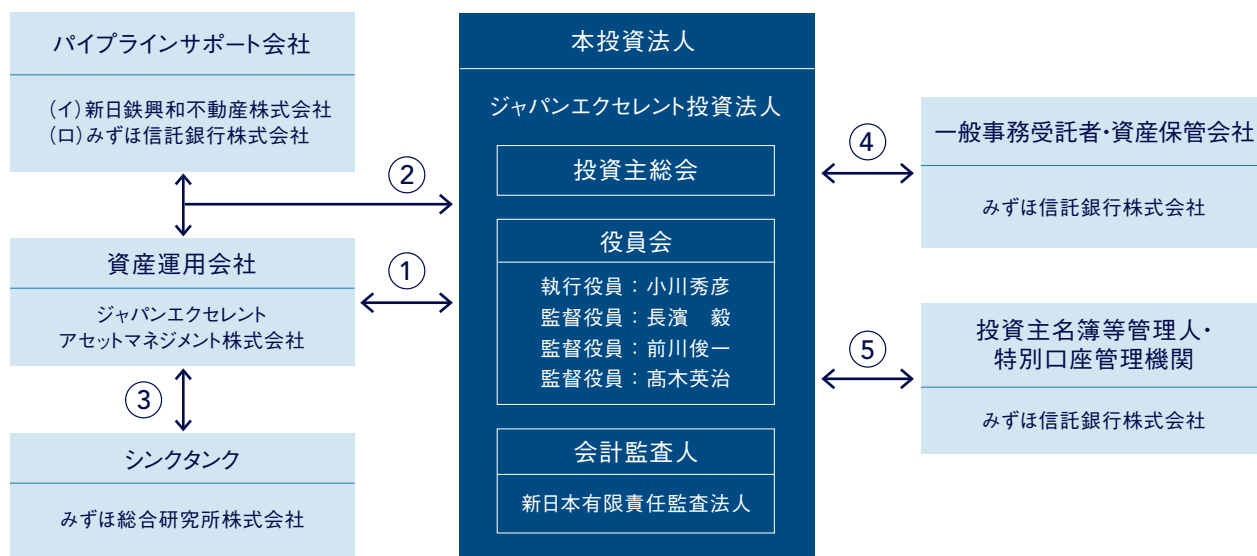 パイプラインサポート会社
(イ)新日鉄興和不動産株式会社
(ロ)みずほ信託銀行株式会社
②
資産運用会社
ジャパンエクセレント
アセットマネジメント株式会社
①
③
シンクタンク
みずほ総合研究所株式会社
本投資法人
ジャパンエクセレント投資法人
投資主総会
役員会
執行役員：小川秀彦
監督役員：長濱　毅
監督役員：前川俊一
監督役員：髙木英治
会計監査人
新日本有限責任監査法人
④
一般事務受託者・資産保管会社
みずほ信託銀行株式会社
⑤
投資主名簿等管理人・
特別口座管理機関
みずほ信託銀行株式会社